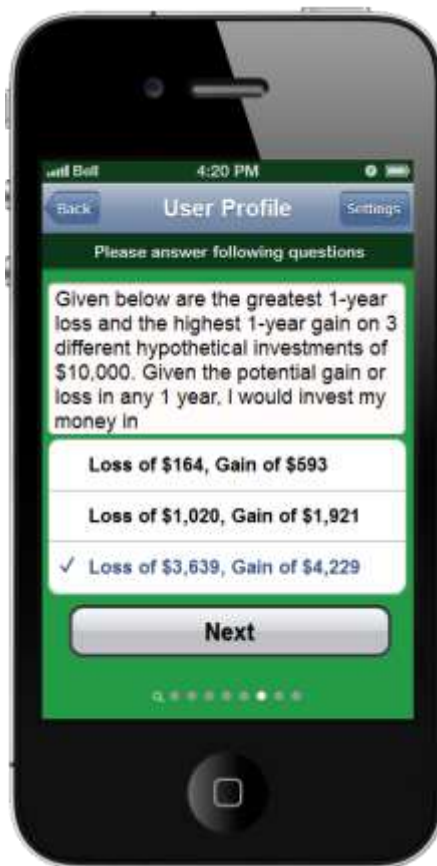 Bell 4:20 PM
Back User Profile Settings
Please answer following questions
Given below are the greatest 1-year
loss and the highest 1-year gain on 3
different hypothetical investments of
$10,000. Given the potential gain or
loss in any 1 year, I would invest my
money in
Loss of $164, Gain of $593
Loss of $1,020, Gain of $1,921
Loss of $3,639, Gain of $4,229
Next